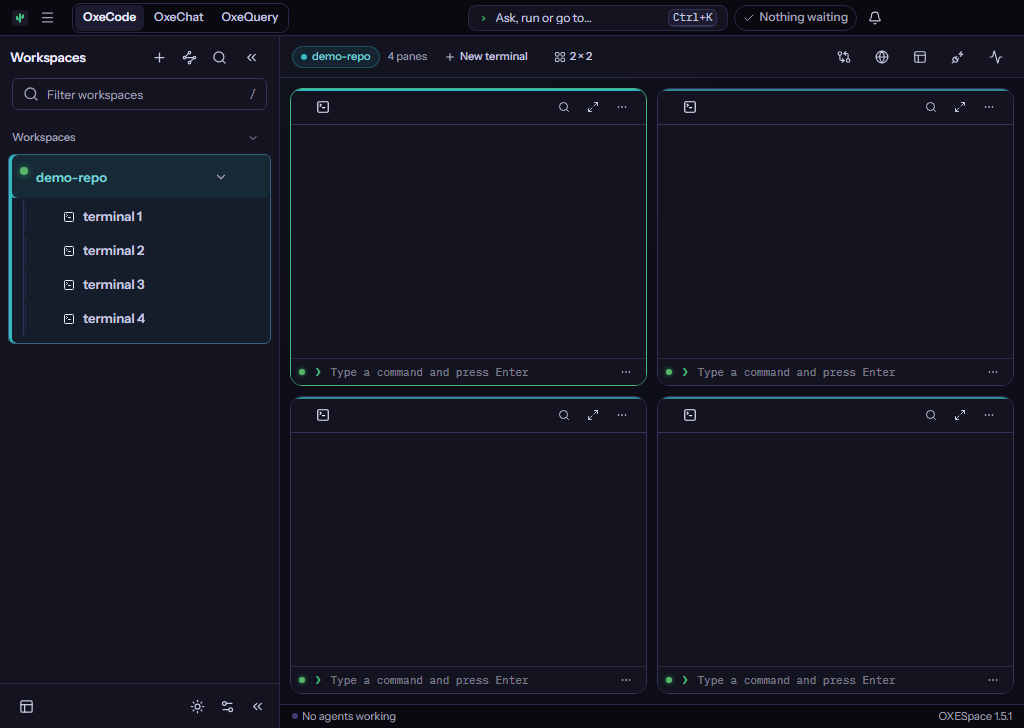 OxeCode OxeChat OxeQuery Ask, run or go to... Ctrl+K Nothing waiting
Workspaces
demo-repo 4 panes New terminal 2×2
Filter workspaces /
Workspaces
demo-repo
terminal 1
terminal 2
terminal 3
terminal 4
Type a command and press Enter
Type a command and press Enter
Type a command and press Enter
Type a command and press Enter
No agents working
OXESpace 1.5.1